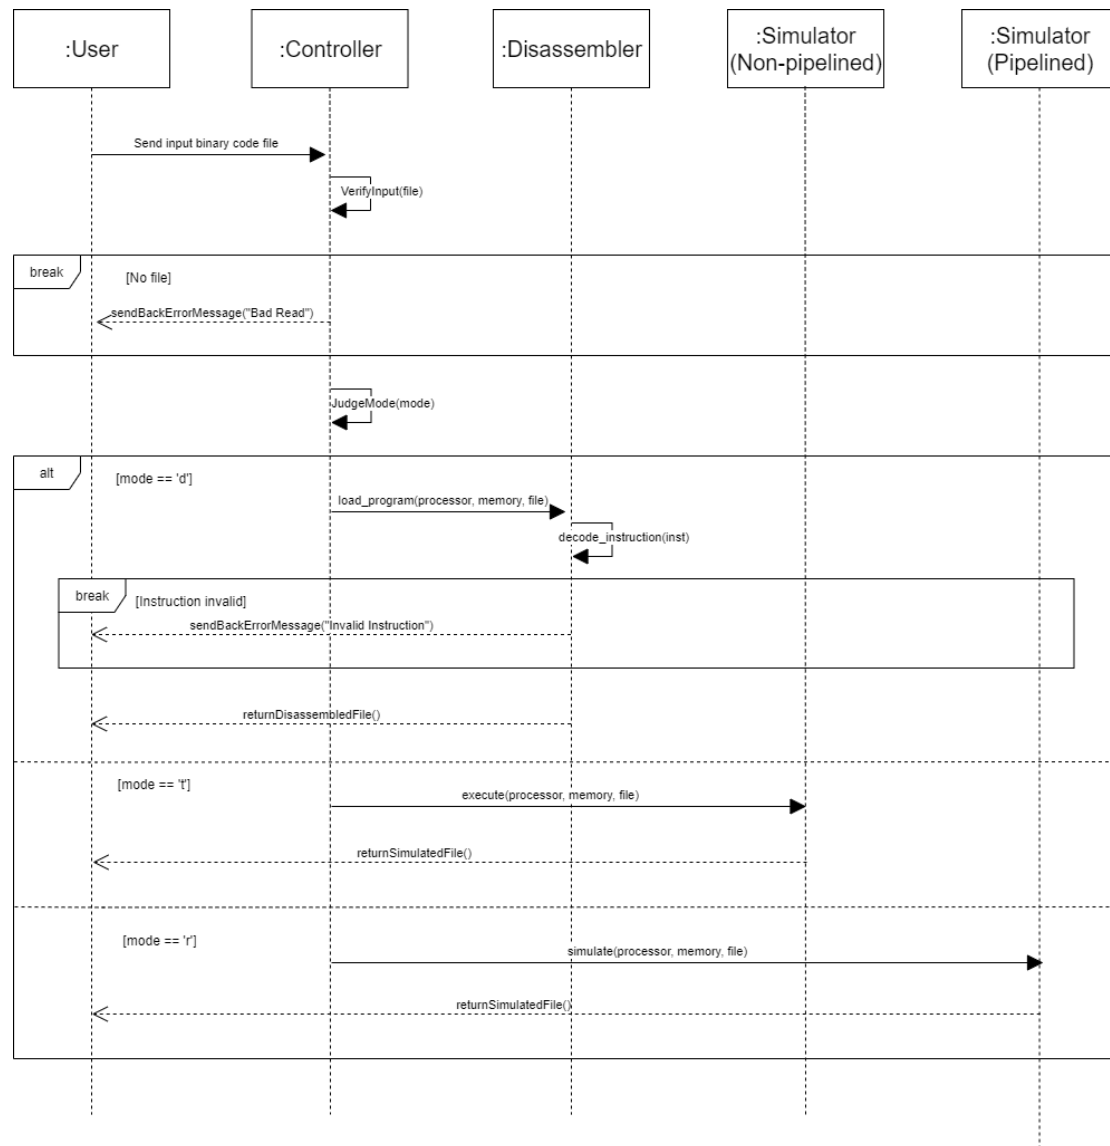 :User
:Controller
:Disassembler
:Simulator
(Non-pipelined)
:Simulator
(Pipelined)
Send input binary code file
VerifyInput(file)
break
[No file]
sendBackErrorMessage("Bad Read")
JudgeMode(mode)
alt
[mode == 'd']
load_program(processor, memory, file)
decode_instruction(inst)
break
[Instruction invalid]
sendBackErrorMessage("Invalid Instruction")
returnDisassembledFile()
[mode == 't']
execute(processor, memory, file)
returnSimulatedFile()
[mode == 'r']
simulate(processor, memory, file)
returnSimulatedFile()